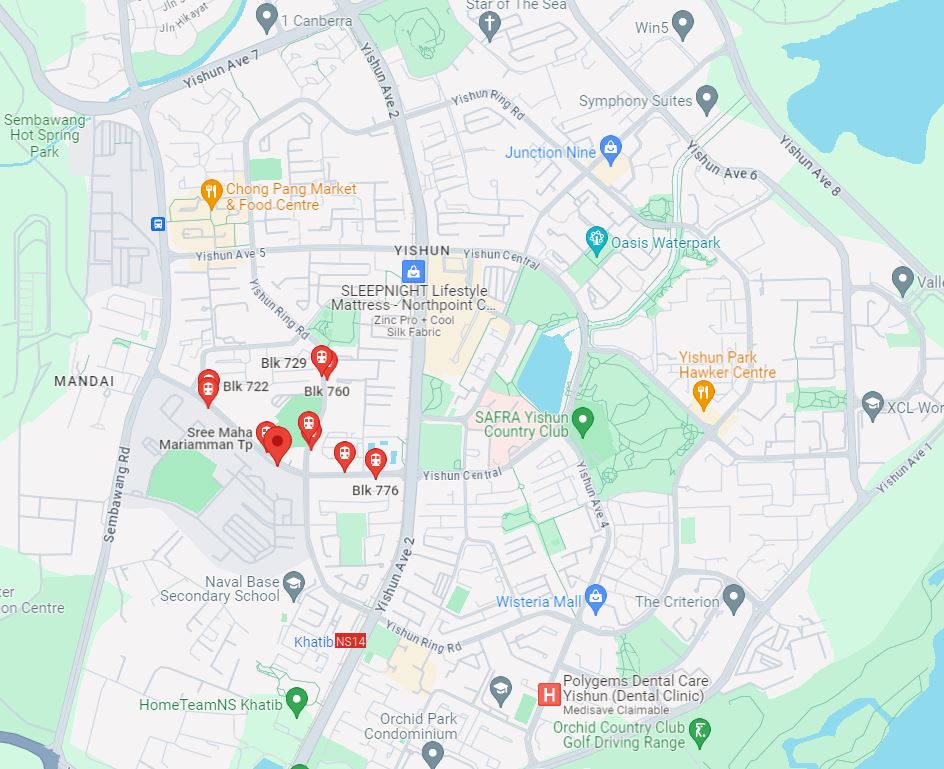 Star Of The Sea
Jln
Jln Hikayat
1 Canberra
Win5
Yishun Ave 7
Yishun Ave 2
Yishun Ring Rd
Symphony Suites
Sembawang
Hot Spring
Park
Junction Nine
Yishun Ave 6
Yishun Ave 8
Chong Pang Market
& Food Centre
Oasis Waterpark
YISHUN
Yishun Ave 5
Yishun Central
Valle
SLEEPNIGHT Lifestyle
Mattress - Northpoint C...
Zinc Pro + Cool
Silk Fabric
Yishun Ring Rd
Yishun Park
Hawker Centre
Blk 729
MANDAI
Blk 722
Blk 760
XCL Wor
SAFRA Yishun
Country Club
Sree Maha
Mariamman Tp
Yishun Ave 1
Yishun Central
Blk 776
Sembawang Rd
Yishun Ave 4
Yishun Ave 2
Naval Base
Secondary School
ter
on Centre
Wisteria Mall
The Criterion
Khatib NS14
Yishun Ring Rd
H
Polygems Dental Care
Yishun (Dental Clinic)
Medisave Claimable
HomeTeamNS Khatib
Orchid Park
Condominium
Orchid Country Club
Golf Driving Range